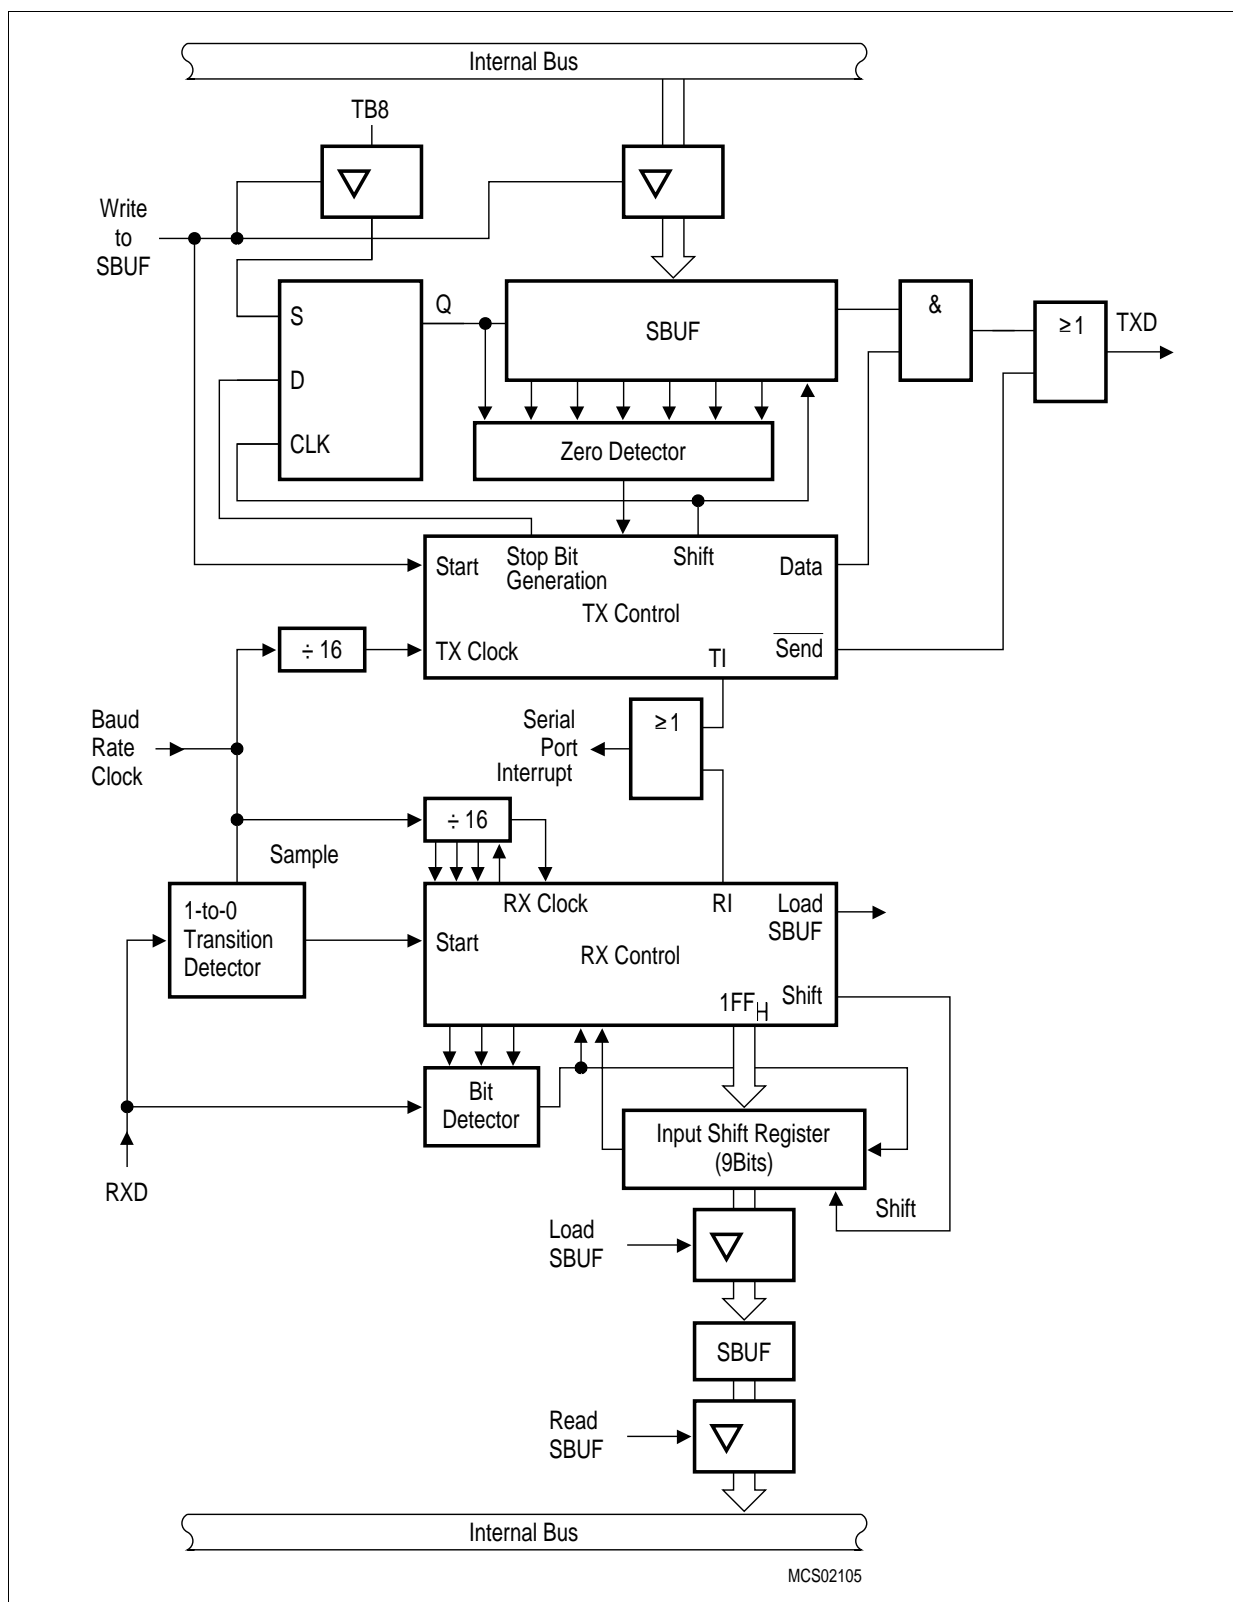 Internal Bus
TB8
Write
to
SBUF
S
Q
SBUF
&
≥1
TXD
D
CLK
Zero Detector
Start
Stop Bit
Generation
Shift
Data
TX Control
÷ 16
TX Clock
TI
Send
Baud
Rate
Clock
Serial
Port
Interrupt
≥1
÷ 16
Sample
1-to-0
Transition
Detector
RX Clock
RI
Load
SBUF
Start
RX Control
1FFH
Shift
Bit
Detector
Input Shift Register
(9Bits)
RXD
Shift
Load
SBUF
SBUF
Read
SBUF
Internal Bus
MCS02105